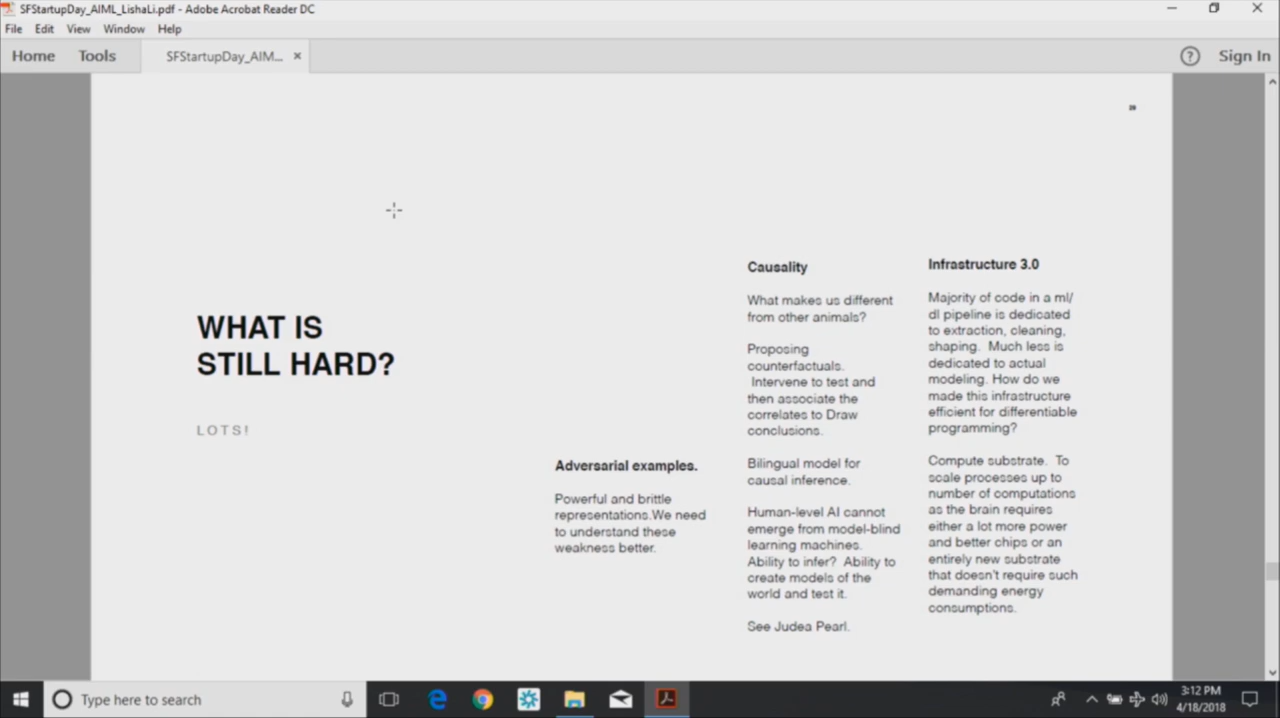 SFStartupDay_AIML_LishaLi.pdf - Adobe Acrobat Reader DC
File Edit View Window Help
Home Tools SFStartupDay_AIM... × ? Sign In
WHAT IS
STILL HARD?
LOTS!
Adversarial examples.
Powerful and brittle
representations.We need
to understand these
weakness better.
Causality
What makes us different
from other animals?
Proposing
counterfactuals.
Intervene to test and
then associate the
correlates to Draw
conclusions.
Bilingual model for
causal inference.
Human-level AI cannot
emerge from model-blind
learning machines.
Ability to infer? Ability to
create models of the
world and test it.
See Judea Pearl.
Infrastructure 3.0
Majority of code in a ml/
dl pipeline is dedicated
to extraction, cleaning,
shaping. Much less is
dedicated to actual
modeling. How do we
made this infrastructure
efficient for differentiable
programming?
Compute substrate. To
scale processes up to
number of computations
as the brain requires
either a lot more power
and better chips or an
entirely new substrate
that doesn't require such
demanding energy
consumptions.
Type here to search
3:12 PM
4/18/2018